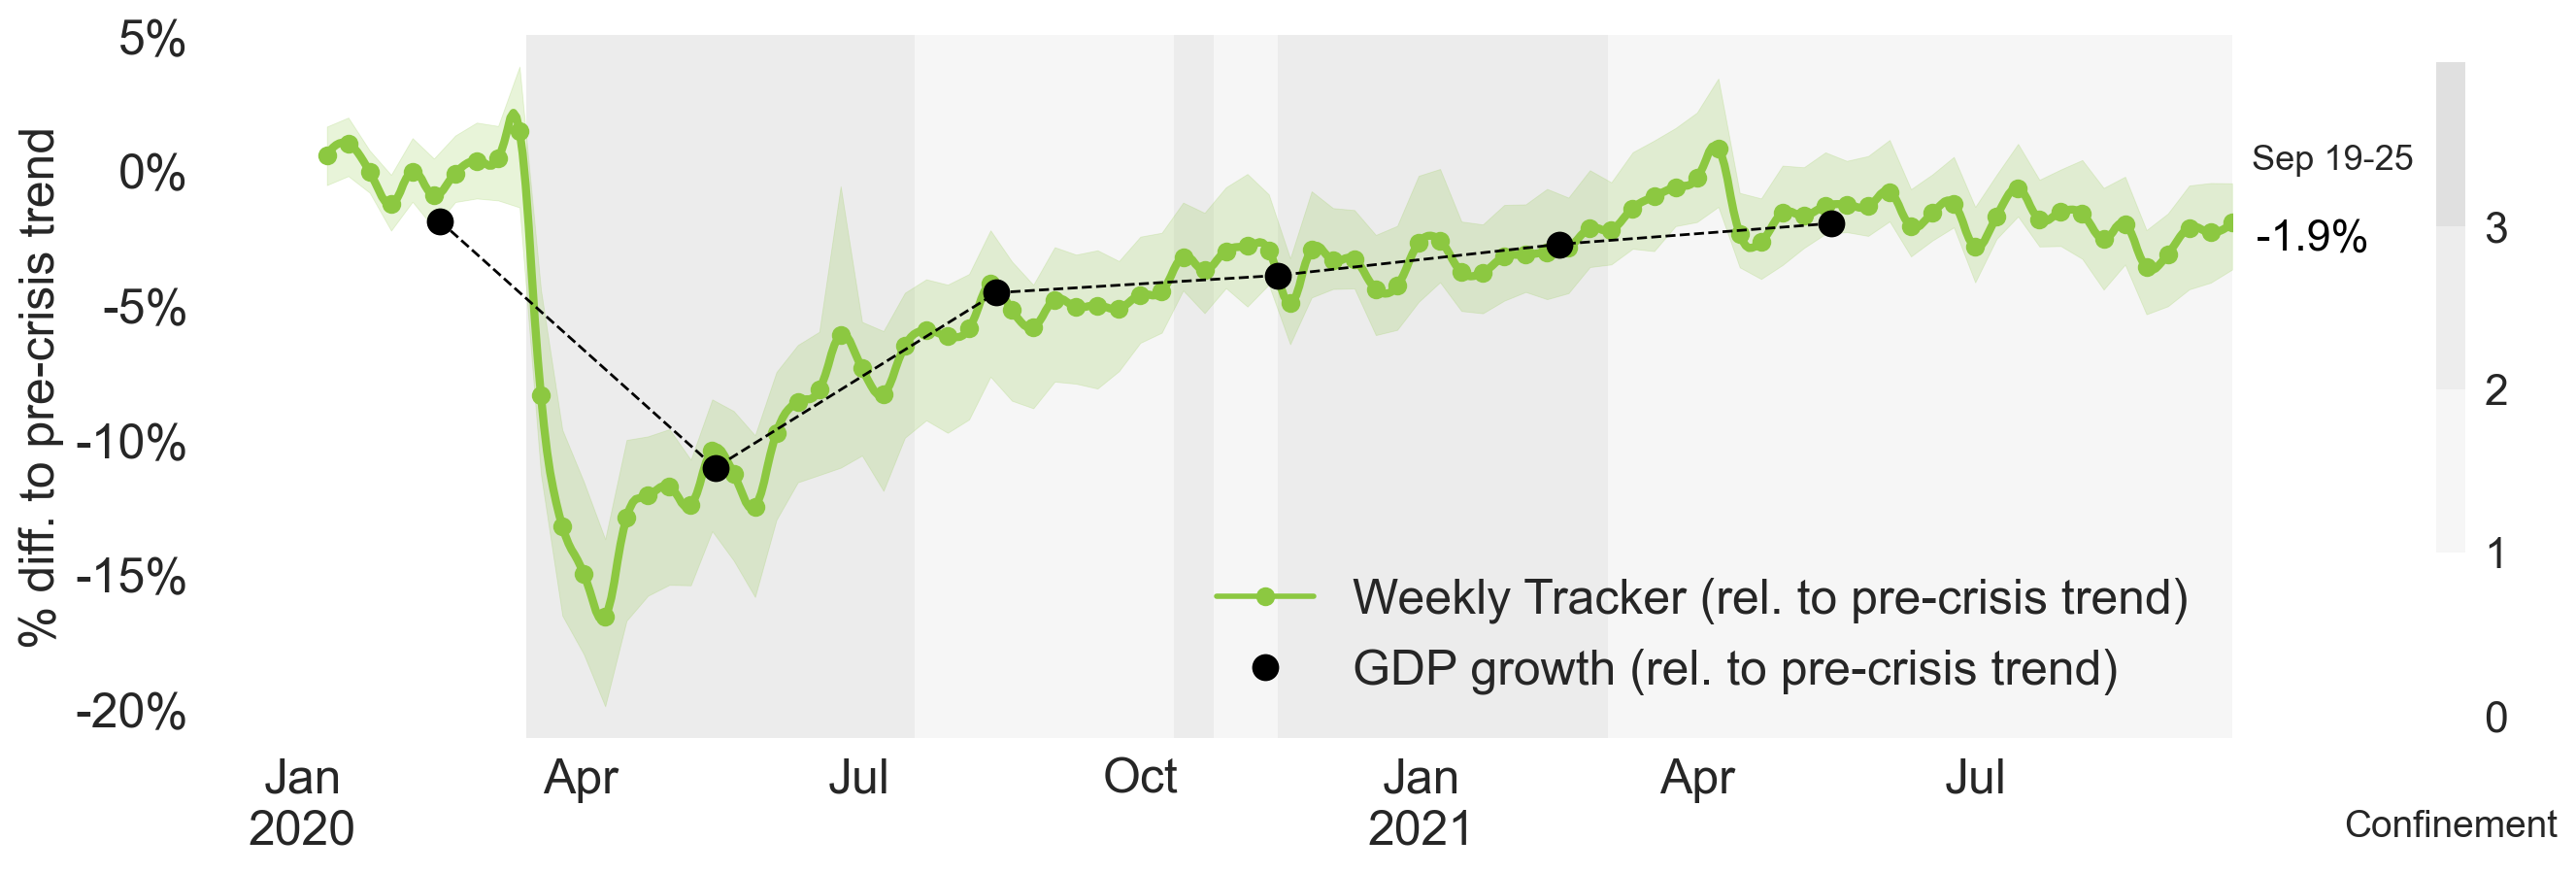 % diff. to pre-crisis trend
5%
0%
-5%
-10%
-15%
-20%
Jan
2020
Apr
Jul
Oct
Jan
2021
Apr
Jul
Weekly Tracker (rel. to pre-crisis trend)
GDP growth (rel. to pre-crisis trend)
Sep 19-25
-1.9%
3
2
1
0
Confinement